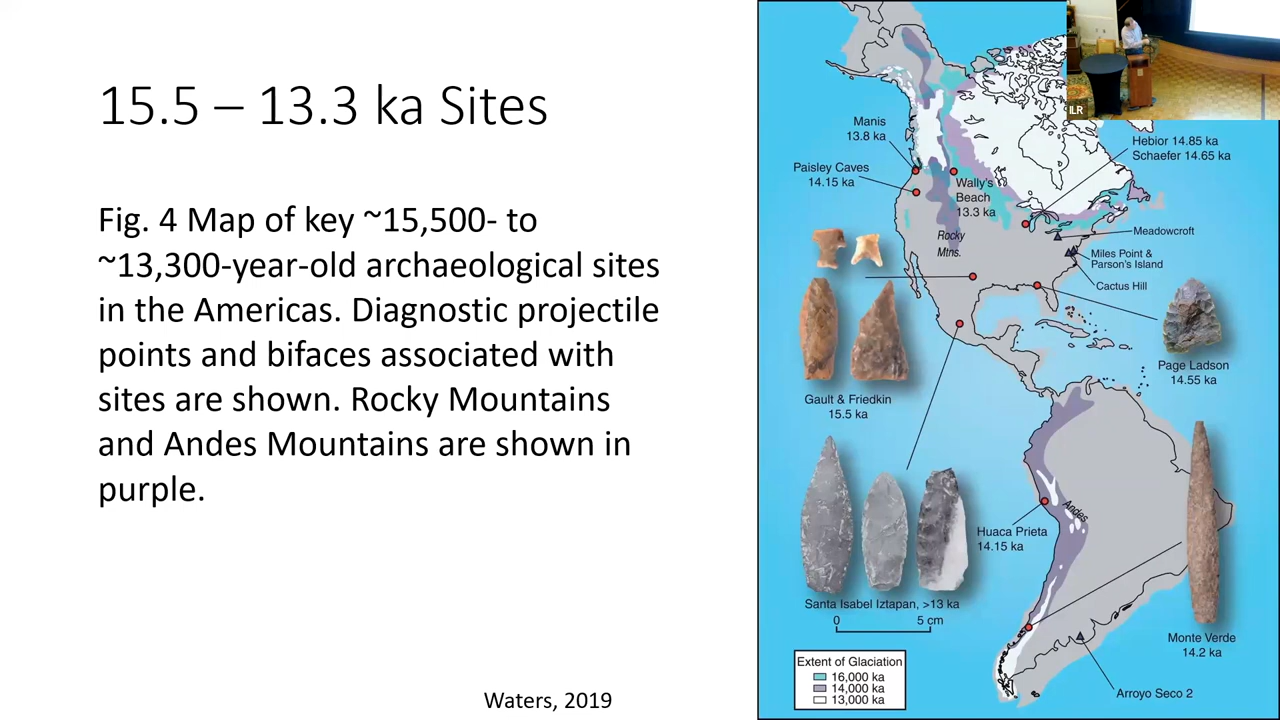 15.5 – 13.3 ka Sites
Fig. 4 Map of key ~15,500- to
~13,300-year-old archaeological sites
in the Americas. Diagnostic projectile
points and bifaces associated with
sites are shown. Rocky Mountains
and Andes Mountains are shown in
purple.
Waters, 2019
ILR
Manis
13.8 ka
Hebior 14.85 ka
Schaefer 14.65 ka
Paisley Caves
14.15 ka
Wally's
Beach
13.3 ka
Rocky
Mtns.
Meadowcroft
Miles Point &
Parson's Island
Cactus Hill
Page Ladson
14.55 ka
Gault & Friedkin
15.5 ka
Andes
Huaca Prieta
14.15 ka
Santa Isabel Iztapan, >13 ka
0 5 cm
Monte Verde
14.2 ka
Extent of Glaciation
16,000 ka
14,000 ka
13,000 ka
Arroyo Seco 2